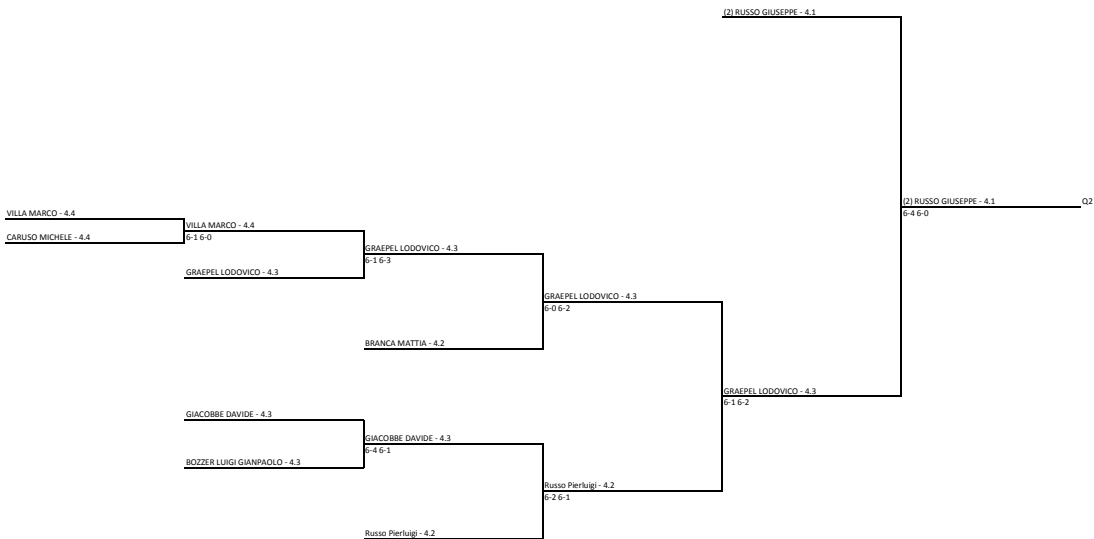 (2) RUSSO GIUSEPPE - 4.1
(2) RUSSO GIUSEPPE - 4.1
Q2
6-4 6-0
VILLA MARCO - 4.4
VILLA MARCO - 4.4
CARUSO MICHELE - 4.4
6-1 6-0
GRAEPEL LODOVICO - 4.3
6-1 6-3
GRAEPEL LODOVICO - 4.3
GRAEPEL LODOVICO - 4.3
6-0 6-2
BRANCA MATTIA - 4.2
GRAEPEL LODOVICO - 4.3
6-1 6-2
GIACOBBE DAVIDE - 4.3
GIACOBBE DAVIDE - 4.3
6-4 6-1
BOZZER LUIGI GIANPAOLO - 4.3
Russo Pierluigi - 4.2
6-2 6-1
Russo Pierluigi - 4.2